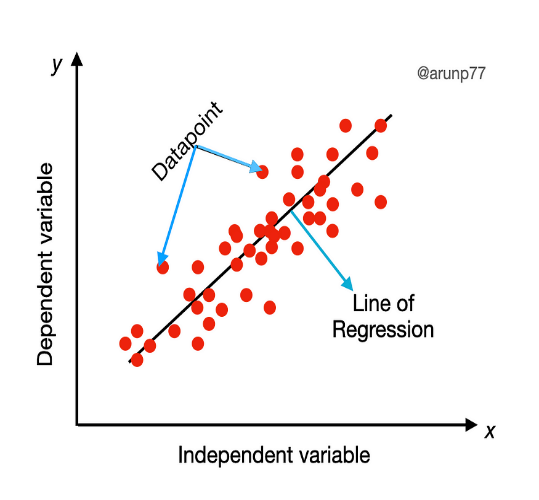 @arunp77
y
Datapoint
Dependent variable
Line of
Regression
x
Independent variable